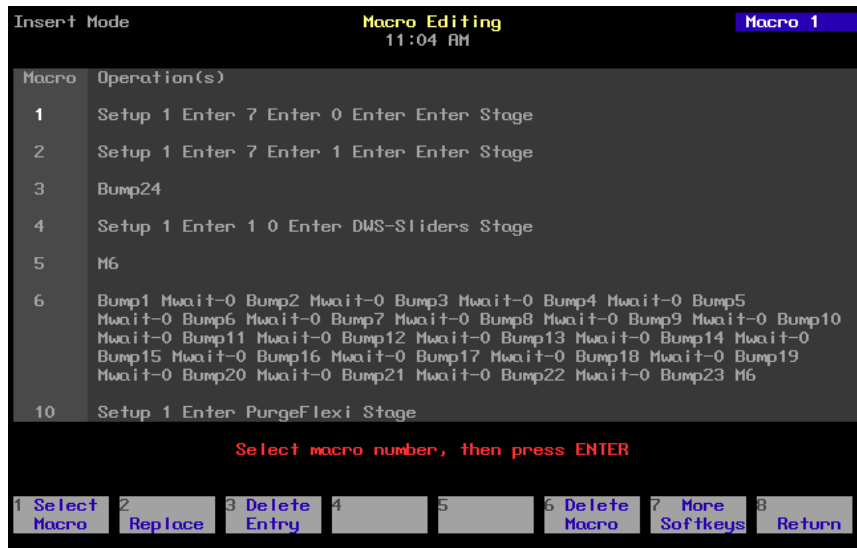 Insert Mode Macro Editing Macro 1
11:04 AM
Macro Operation(s)
1 Setup 1 Enter 7 Enter 0 Enter Enter Stage
2 Setup 1 Enter 7 Enter 1 Enter Enter Stage
3 Bump24
4 Setup 1 Enter 1 0 Enter DWS-Sliders Stage
5 M6
6 Bump1 Mwait-0 Bump2 Mwait-0 Bump3 Mwait-0 Bump4 Mwait-0 Bump5
Mwait-0 Bump6 Mwait-0 Bump7 Mwait-0 Bump8 Mwait-0 Bump9 Mwait-0 Bump10
Mwait-0 Bump11 Mwait-0 Bump12 Mwait-0 Bump13 Mwait-0 Bump14 Mwait-0
Bump15 Mwait-0 Bump16 Mwait-0 Bump17 Mwait-0 Bump18 Mwait-0 Bump19
Mwait-0 Bump20 Mwait-0 Bump21 Mwait-0 Bump22 Mwait-0 Bump23 M6
10 Setup 1 Enter PurgeFlexi Stage
Select macro number, then press ENTER
1 Select 2 3 Delete 4 5 6 Delete 7 More 8
Macro Replace Entry Macro Softkeys Return